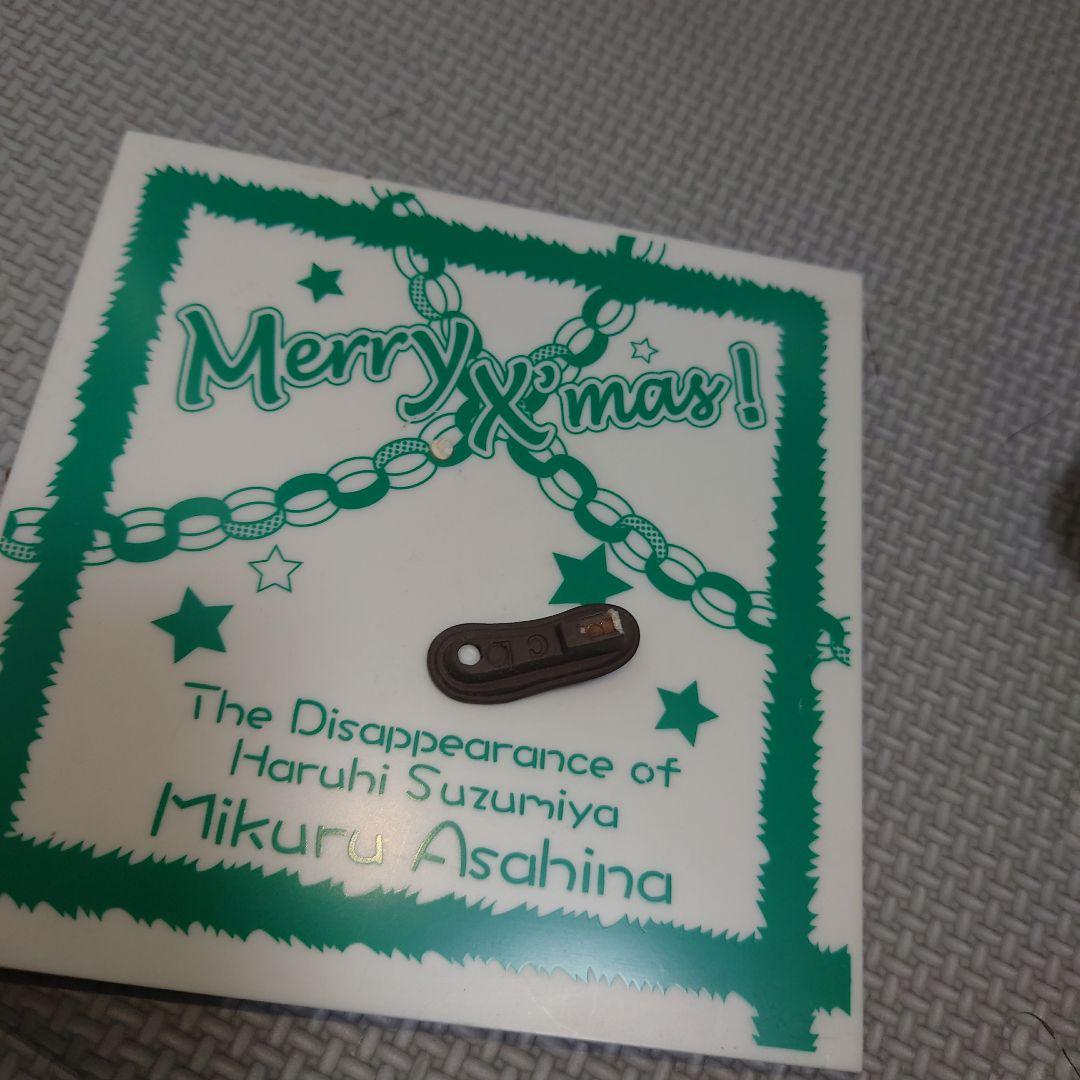 Merry X'mas!
The Disappearance of
Haruhi Suzumiya
Mikuru Asahina